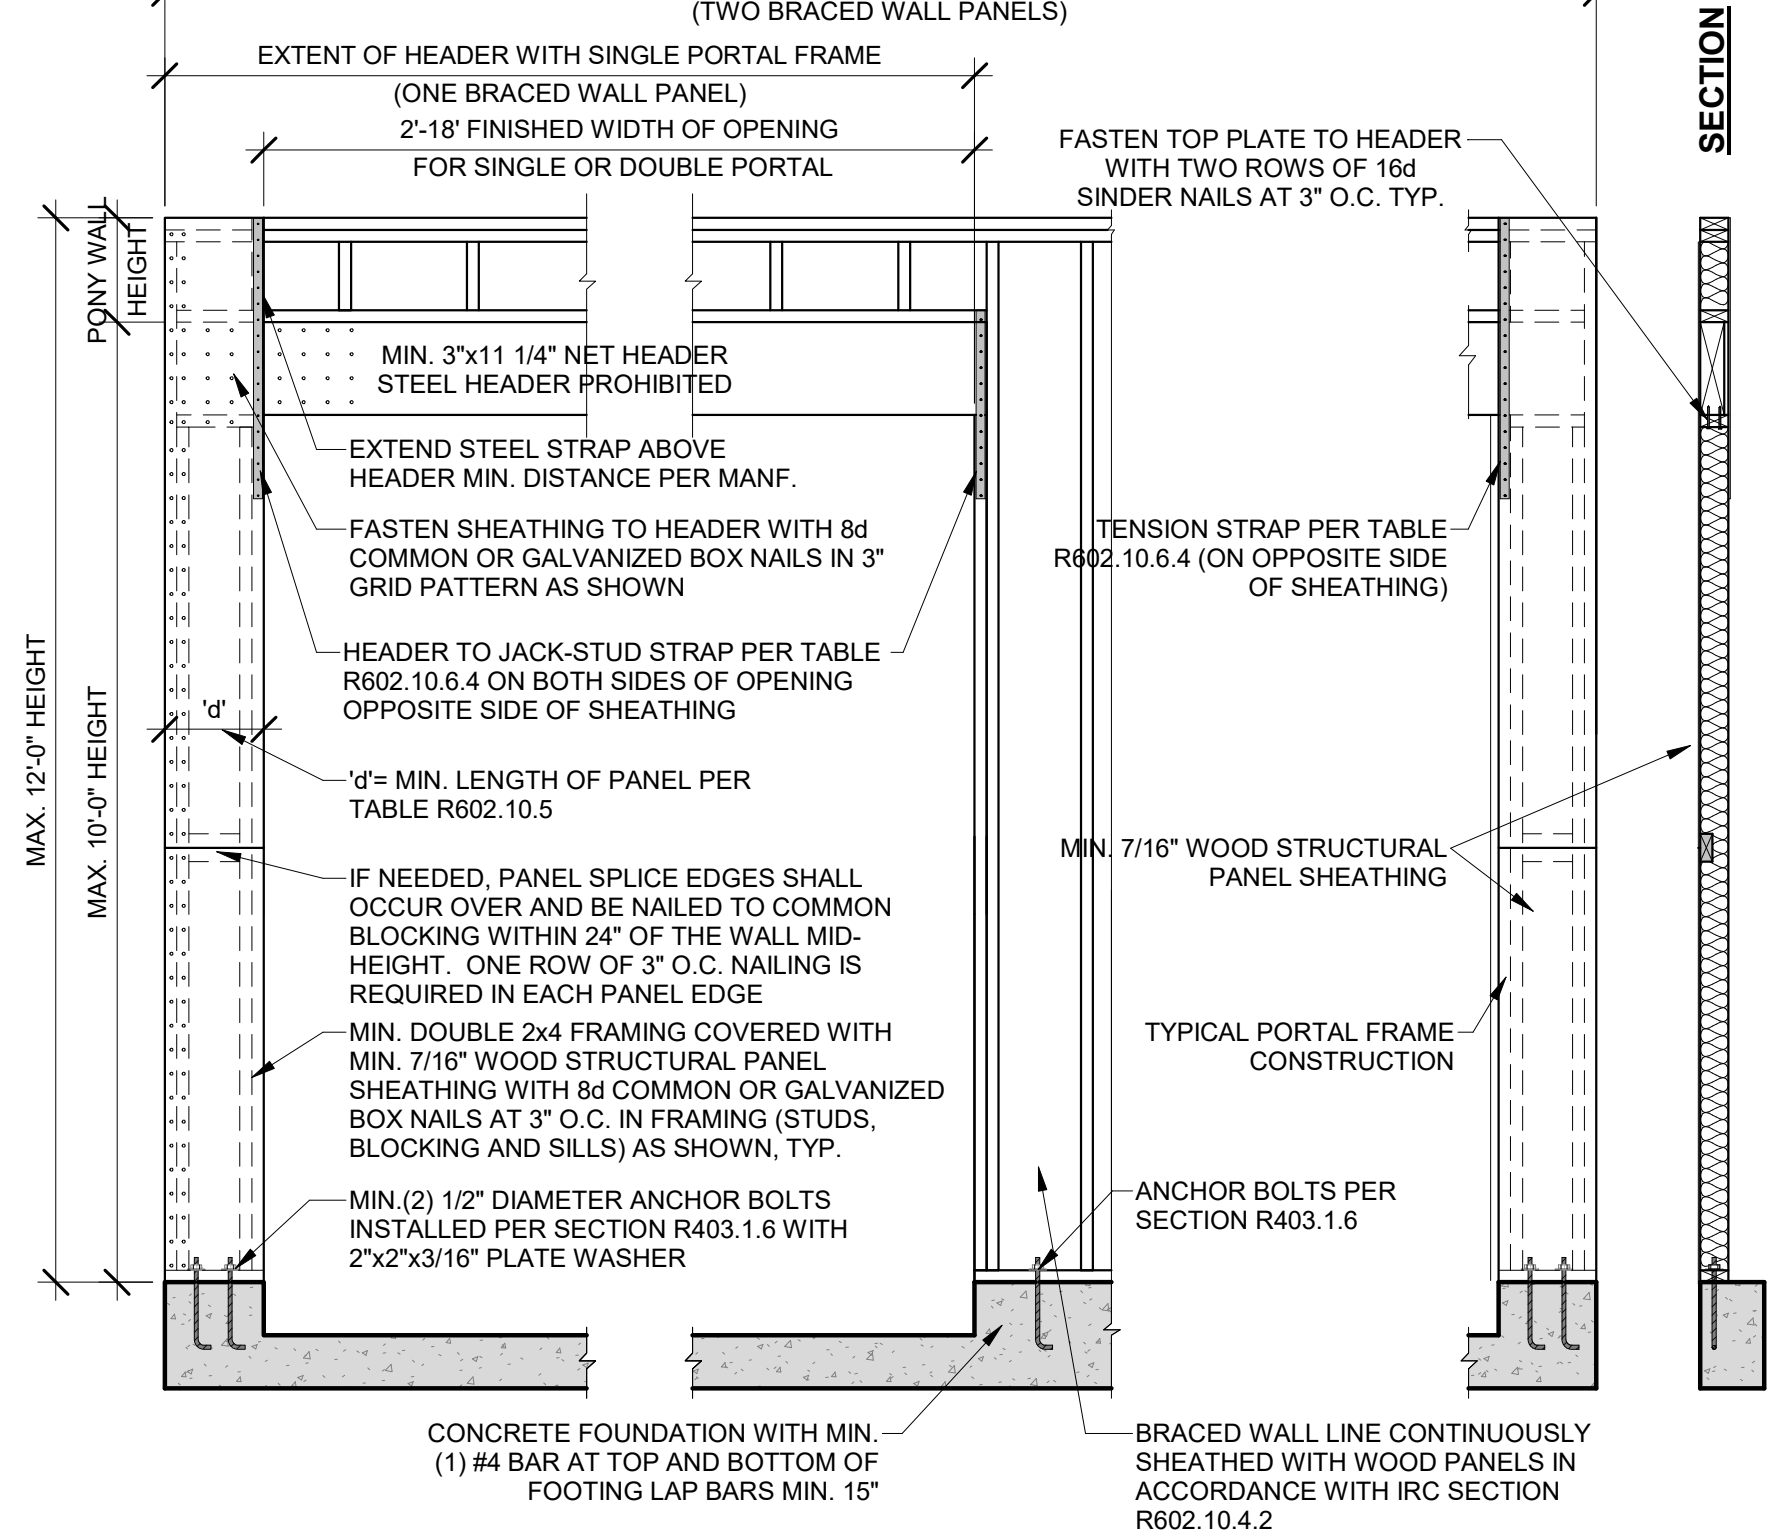 (TWO BRACED WALL PANELS)
EXTENT OF HEADER WITH SINGLE PORTAL FRAME
(ONE BRACED WALL PANEL)
2'-18' FINISHED WIDTH OF OPENING
FOR SINGLE OR DOUBLE PORTAL
FASTEN TOP PLATE TO HEADER
WITH TWO ROWS OF 16d
SINDER NAILS AT 3" O.C. TYP.
SECTION
PONY WALL
HEIGHT
MIN. 3"x11 1/4" NET HEADER
STEEL HEADER PROHIBITED
EXTEND STEEL STRAP ABOVE
HEADER MIN. DISTANCE PER MANF.
FASTEN SHEATHING TO HEADER WITH 8d
COMMON OR GALVANIZED BOX NAILS IN 3"
GRID PATTERN AS SHOWN
TENSION STRAP PER TABLE
R602.10.6.4 (ON OPPOSITE SIDE
OF SHEATHING)
HEADER TO JACK-STUD STRAP PER TABLE
R602.10.6.4 ON BOTH SIDES OF OPENING
OPPOSITE SIDE OF SHEATHING
MAX. 12'-0" HEIGHT
MAX. 10'-0" HEIGHT
'd'
'd'= MIN. LENGTH OF PANEL PER
TABLE R602.10.5
MIN. 7/16" WOOD STRUCTURAL
PANEL SHEATHING
IF NEEDED, PANEL SPLICE EDGES SHALL
OCCUR OVER AND BE NAILED TO COMMON
BLOCKING WITHIN 24" OF THE WALL MID-
HEIGHT. ONE ROW OF 3" O.C. NAILING IS
REQUIRED IN EACH PANEL EDGE
MIN. DOUBLE 2x4 FRAMING COVERED WITH
MIN. 7/16" WOOD STRUCTURAL PANEL
SHEATHING WITH 8d COMMON OR GALVANIZED
BOX NAILS AT 3" O.C. IN FRAMING (STUDS,
BLOCKING AND SILLS) AS SHOWN, TYP.
TYPICAL PORTAL FRAME
CONSTRUCTION
MIN.(2) 1/2" DIAMETER ANCHOR BOLTS
INSTALLED PER SECTION R403.1.6 WITH
2"x2"x3/16" PLATE WASHER
ANCHOR BOLTS PER
SECTION R403.1.6
CONCRETE FOUNDATION WITH MIN.
(1) #4 BAR AT TOP AND BOTTOM OF
FOOTING LAP BARS MIN. 15"
BRACED WALL LINE CONTINUOUSLY
SHEATHED WITH WOOD PANELS IN
ACCORDANCE WITH IRC SECTION
R602.10.4.2